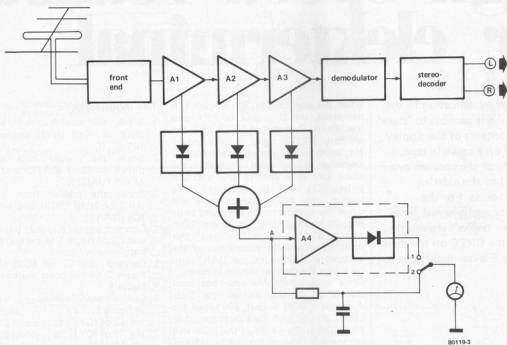 front
end
A1
A2
A3
demodulator
stereo-
decoder
L
R
+
A
A4
1
2
80119-3